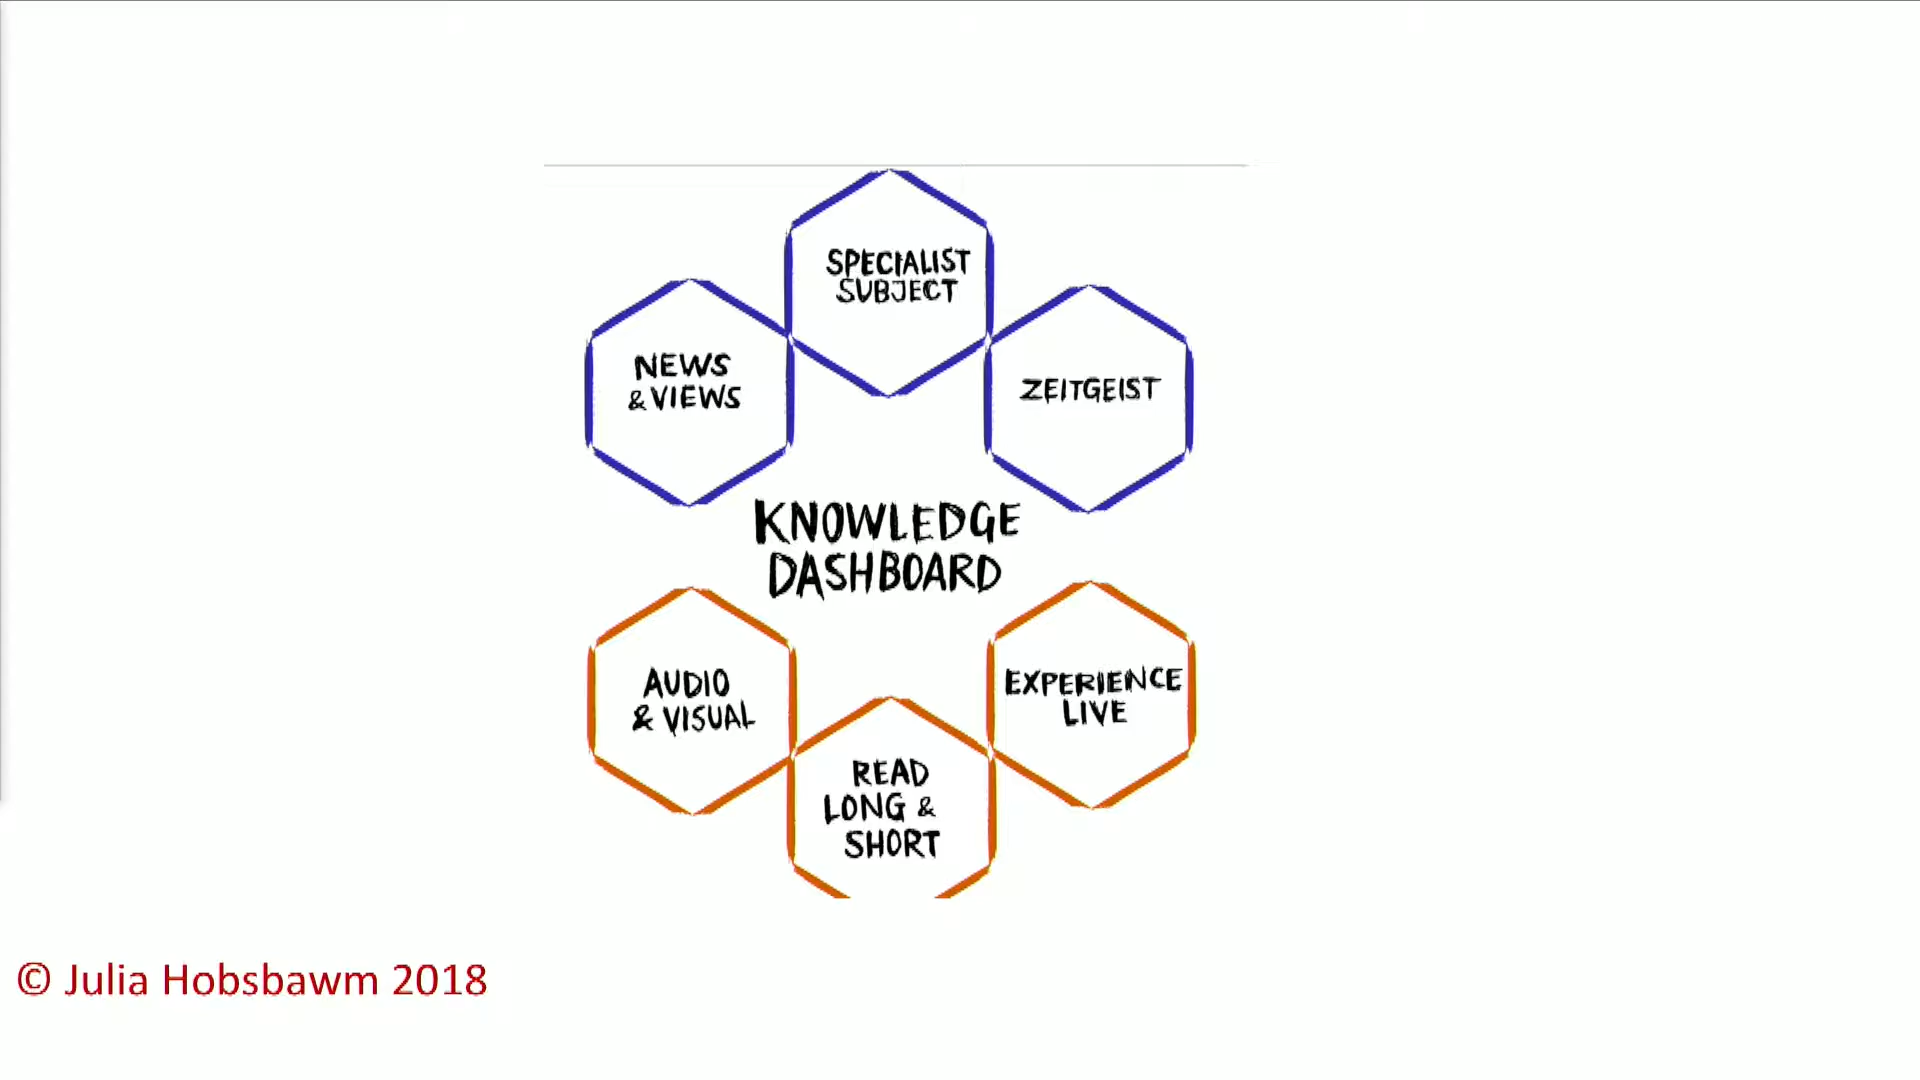 SPECIALIST
SUBJECT
NEWS
& VIEWS
ZEITGEIST
KNOWLEDGE
DASHBOARD
AUDIO
& VISUAL
EXPERIENCE
LIVE
READ
LONG &
SHORT
© Julia Hobsbawm 2018